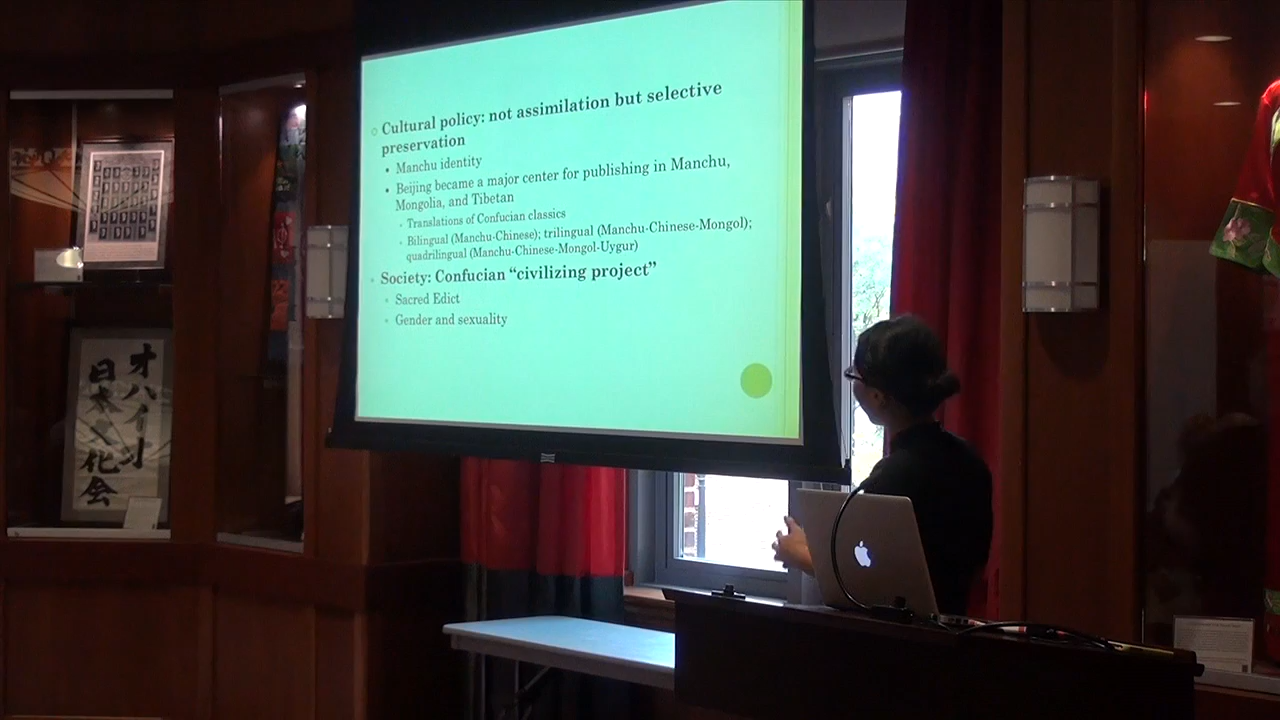 Cultural policy: not assimilation but selective
preservation
Manchu identity
Beijing became a major center for publishing in Manchu,
Mongolia, and Tibetan
Translations of Confucian classics
Bilingual (Manchu-Chinese); trilingual (Manchu-Chinese-Mongol);
quadrilingual (Manchu-Chinese-Mongol-Uygur)
Society: Confucian “civilizing project”
Sacred Edict
Gender and sexuality
オハイオ
日本文化会